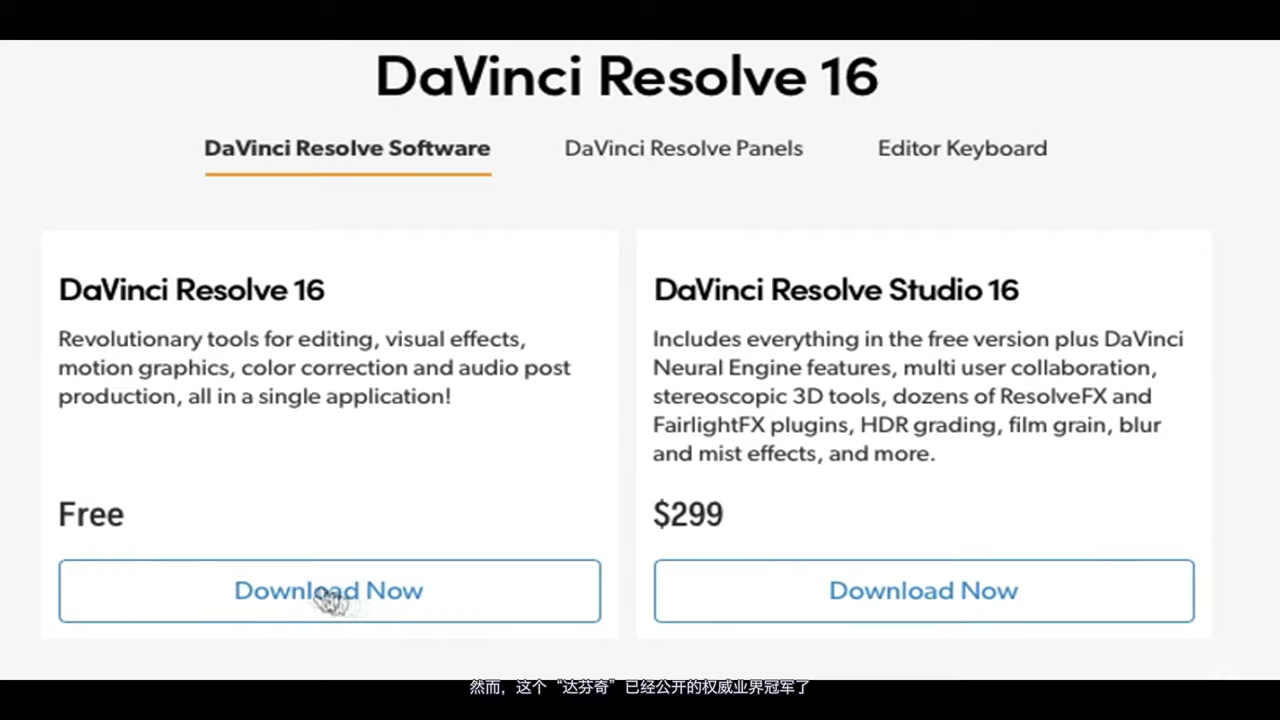 DaVinci Resolve 16
DaVinci Resolve Software
DaVinci Resolve Panels
Editor Keyboard
DaVinci Resolve 16
Revolutionary tools for editing, visual effects,
motion graphics, color correction and audio post
production, all in a single application!
Free
Download Now
DaVinci Resolve Studio 16
Includes everything in the free version plus DaVinci
Neural Engine features, multi user collaboration,
stereoscopic 3D tools, dozens of ResolveFX and
FairlightFX plugins, HDR grading, film grain, blur
and mist effects, and more.
$299
Download Now
然而，这个“达芬奇”已经公开的权威业界冠军了